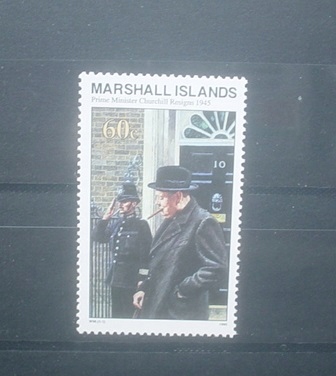 MARSHALL ISLANDS
Prime Minister Churchill Resigns 1945
60c
10